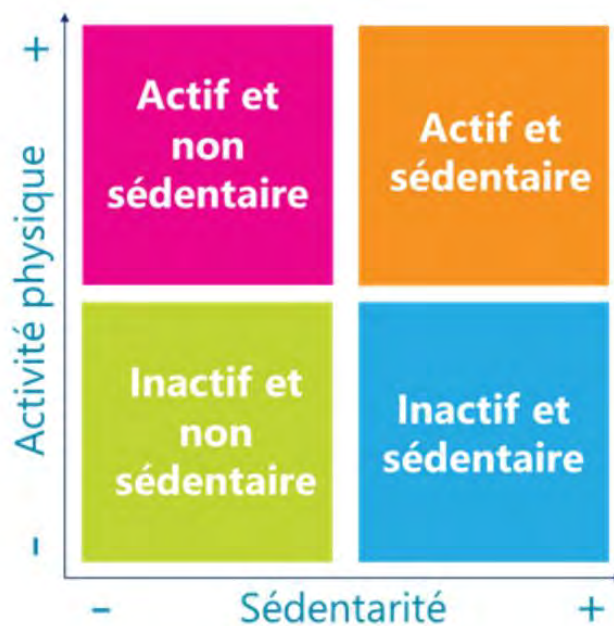 +
Activité physique
-
Actif et
non
sédentaire
Actif et
sédentaire
Inactif et
non
sédentaire
Inactif et
sédentaire
-
Sédentarité
+